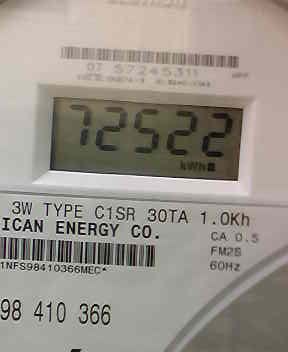 07 57245311
72522
kWh
3W TYPE C1SR 30TA 1.0Kh
ICAN ENERGY CO.
CA 0.5
FM2S
60Hz
1NFS98410366MEC*
98 410 366